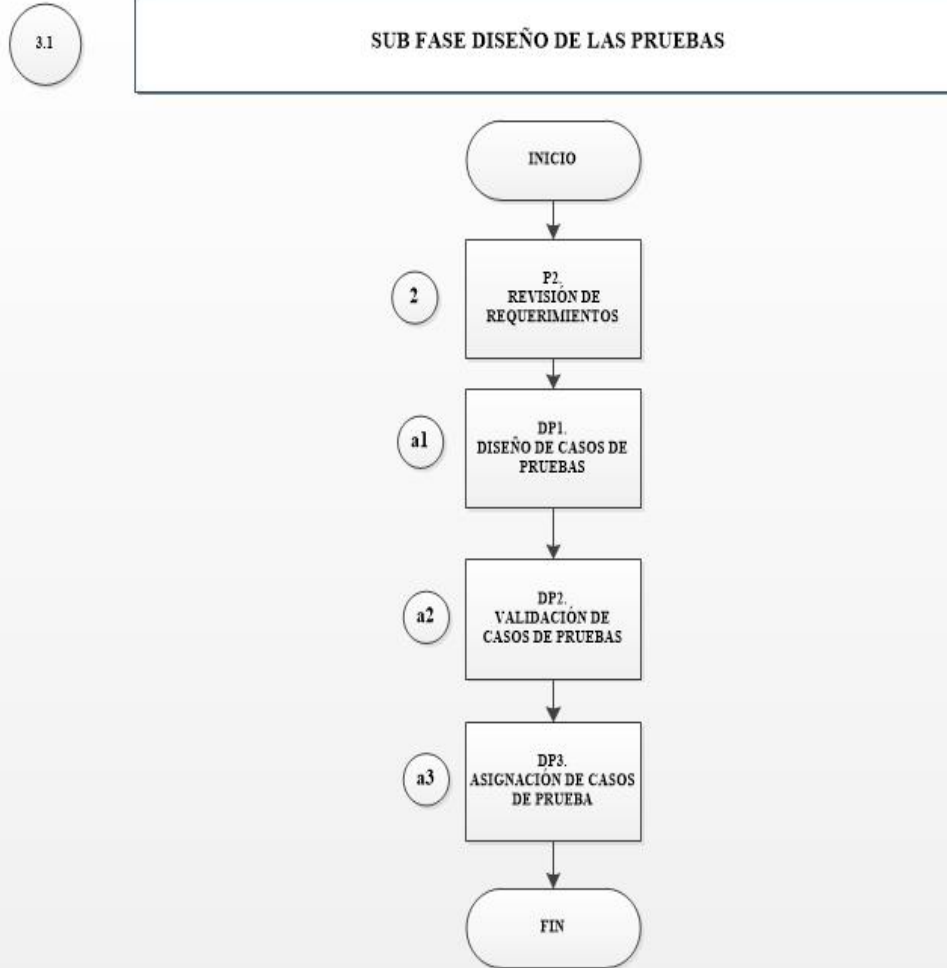 3.1
SUB FASE DISEÑO DE LAS PRUEBAS
INICIO
2
P2.
REVISIÓN DE
REQUERIMIENTOS
a1
DP1.
DISEÑO DE CASOS DE
PRUEBAS
a2
DP2.
VALIDACIÓN DE
CASOS DE PRUEBAS
a3
DP3.
ASIGNACIÓN DE CASOS
DE PRUEBA
FIN